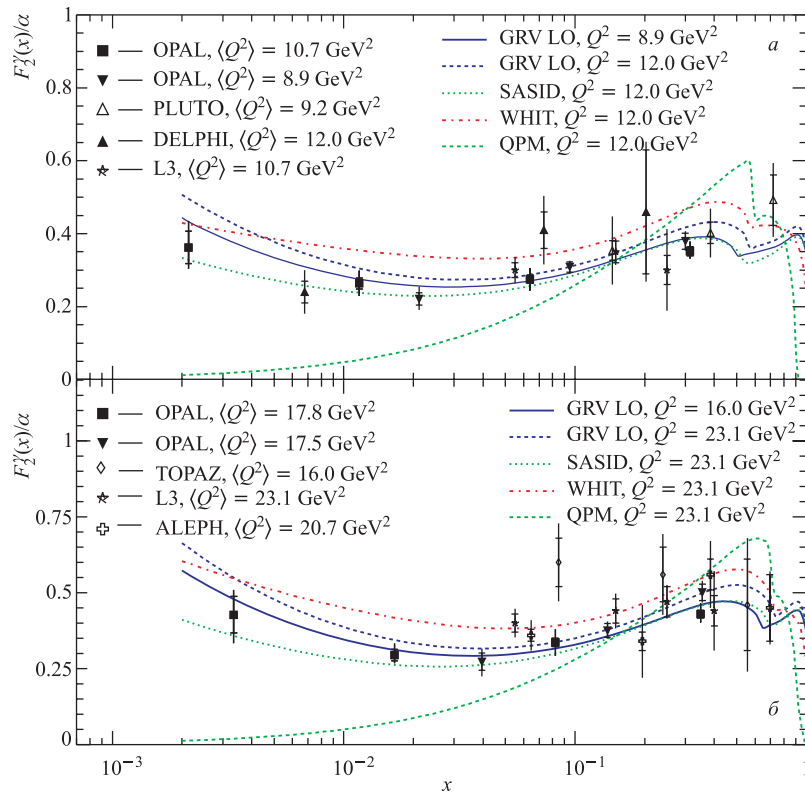 F₂^γ(x)/α
1
0.8
0.6
0.4
0.2
0
OPAL, ⟨Q²⟩ = 10.7 GeV²
OPAL, ⟨Q²⟩ = 8.9 GeV²
PLUTO, ⟨Q²⟩ = 9.2 GeV²
DELPHI, ⟨Q²⟩ = 12.0 GeV²
L3, ⟨Q²⟩ = 10.7 GeV²
GRV LO, Q² = 8.9 GeV²
GRV LO, Q² = 12.0 GeV²
SASID, Q² = 12.0 GeV²
WHIT, Q² = 12.0 GeV²
QPM, Q² = 12.0 GeV²
а
F₂^γ(x)/α
1
0.75
0.5
0.25
0
OPAL, ⟨Q²⟩ = 17.8 GeV²
OPAL, ⟨Q²⟩ = 17.5 GeV²
TOPAZ, ⟨Q²⟩ = 16.0 GeV²
L3, ⟨Q²⟩ = 23.1 GeV²
ALEPH, ⟨Q²⟩ = 20.7 GeV²
GRV LO, Q² = 16.0 GeV²
GRV LO, Q² = 23.1 GeV²
SASID, Q² = 23.1 GeV²
WHIT, Q² = 23.1 GeV²
QPM, Q² = 23.1 GeV²
б
10⁻³ 10⁻² 10⁻¹ 1
x